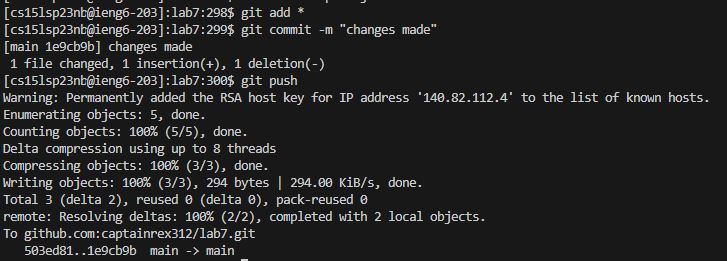 [cs15lsp23nb@ieng6-203]:lab7:298$ git add *
[cs15lsp23nb@ieng6-203]:lab7:299$ git commit -m "changes made"
[main 1e9cb9b] changes made
 1 file changed, 1 insertion(+), 1 deletion(-)
[cs15lsp23nb@ieng6-203]:lab7:300$ git push
Warning: Permanently added the RSA host key for IP address '140.82.112.4' to the list of known hosts.
Enumerating objects: 5, done.
Counting objects: 100% (5/5), done.
Delta compression using up to 8 threads
Compressing objects: 100% (3/3), done.
Writing objects: 100% (3/3), 294 bytes | 294.00 KiB/s, done.
Total 3 (delta 2), reused 0 (delta 0), pack-reused 0
remote: Resolving deltas: 100% (2/2), completed with 2 local objects.
To github.com:captainrex312/lab7.git
   503ed81..1e9cb9b  main -> main